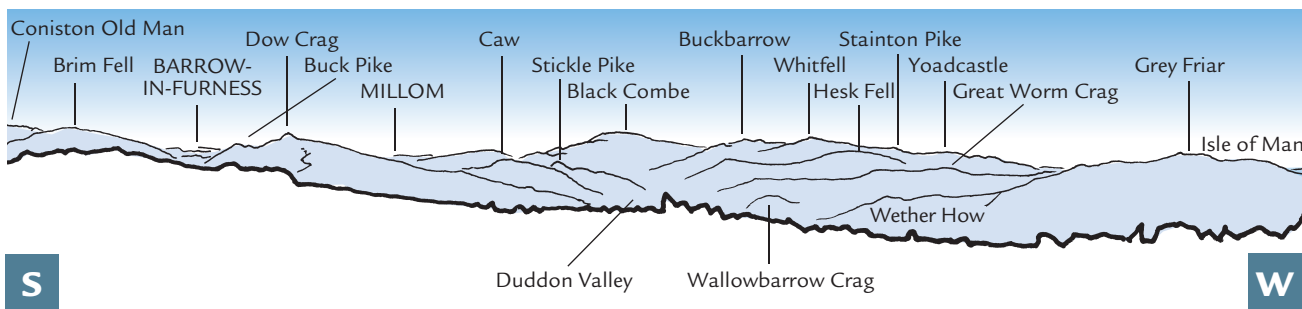 Coniston Old Man
Brim Fell
BARROW-
IN-FURNESS
Dow Crag
Buck Pike
MILLOM
Caw
Stickle Pike
Black Combe
Buckbarrow
Whitfell
Stainton Pike
Hesk Fell
Yoadcastle
Great Worm Crag
Grey Friar
Isle of Man
Wether How
Duddon Valley
Wallowbarrow Crag
S
W